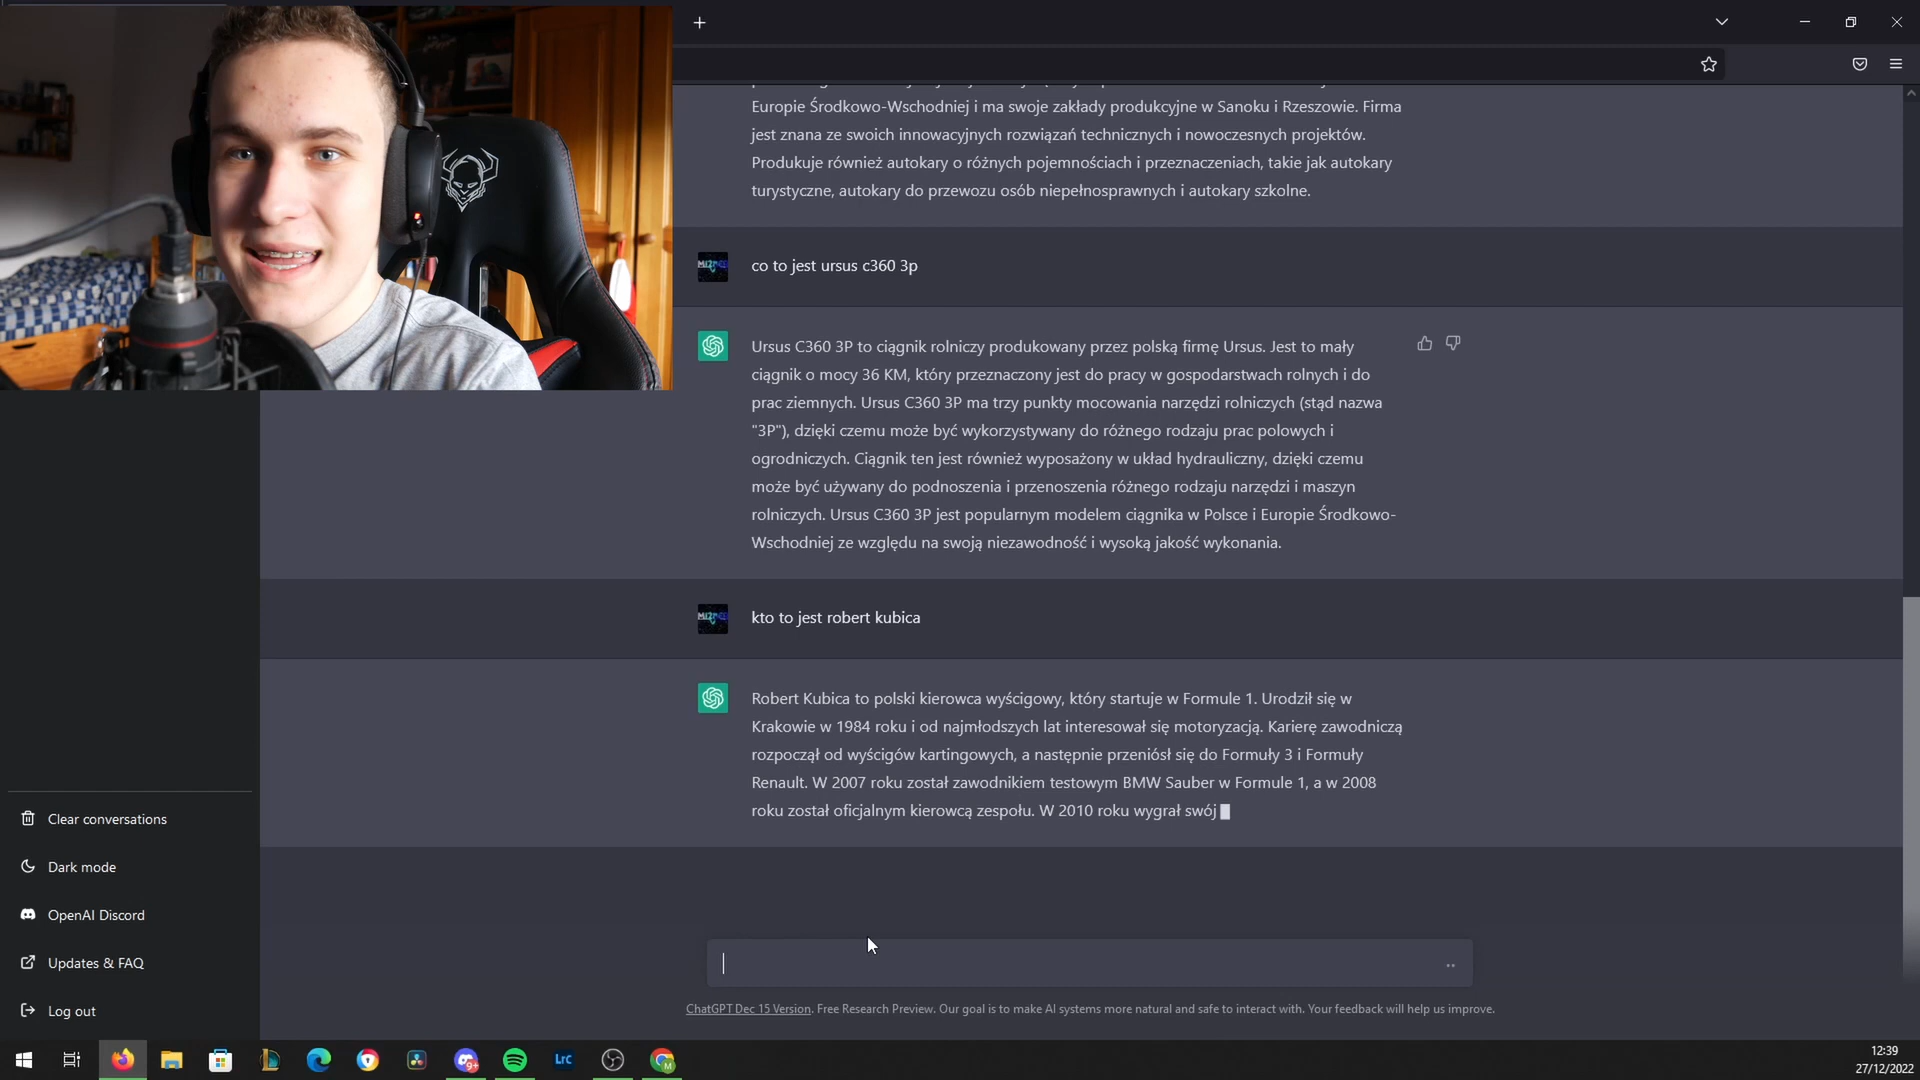 Europie Środkowo-Wschodniej i ma swoje zakłady produkcyjne w Sanoku i Rzeszowie. Firma
jest znana ze swoich innowacyjnych rozwiązań technicznych i nowoczesnych projektów.
Produkuje również autokary o różnych pojemnościach i przeznaczeniach, takie jak autokary
turystyczne, autokary do przewozu osób niepełnosprawnych i autokary szkolne.
co to jest ursus c360 3p
Ursus C360 3P to ciągnik rolniczy produkowany przez polską firmę Ursus. Jest to mały
ciągnik o mocy 36 KM, który przeznaczony jest do pracy w gospodarstwach rolnych i do
prac ziemnych. Ursus C360 3P ma trzy punkty mocowania narzędzi rolniczych (stąd nazwa
"3P"), dzięki czemu może być wykorzystywany do różnego rodzaju prac polowych i
ogrodniczych. Ciągnik ten jest również wyposażony w układ hydrauliczny, dzięki czemu
może być używany do podnoszenia i przenoszenia różnego rodzaju narzędzi i maszyn
rolniczych. Ursus C360 3P jest popularnym modelem ciągnika w Polsce i Europie Środkowo-
Wschodniej ze względu na swoją niezawodność i wysoką jakość wykonania.
kto to jest robert kubica
Robert Kubica to polski kierowca wyścigowy, który startuje w Formule 1. Urodził się w
Krakowie w 1984 roku i od najmłodszych lat interesował się motoryzacją. Karierę zawodniczą
rozpoczął od wyścigów kartingowych, a następnie przeniósł się do Formuły 3 i Formuły
Renault. W 2007 roku został zawodnikiem testowym BMW Sauber w Formule 1, a w 2008
roku został oficjalnym kierowcą zespołu. W 2010 roku wygrał swój
Clear conversations
Dark mode
OpenAI Discord
Updates & FAQ
Log out
ChatGPT Dec 15 Version. Free Research Preview. Our goal is to make AI systems more natural and safe to interact with. Your feedback will help us improve.
9+
LrC
M
12:39
27/12/2022